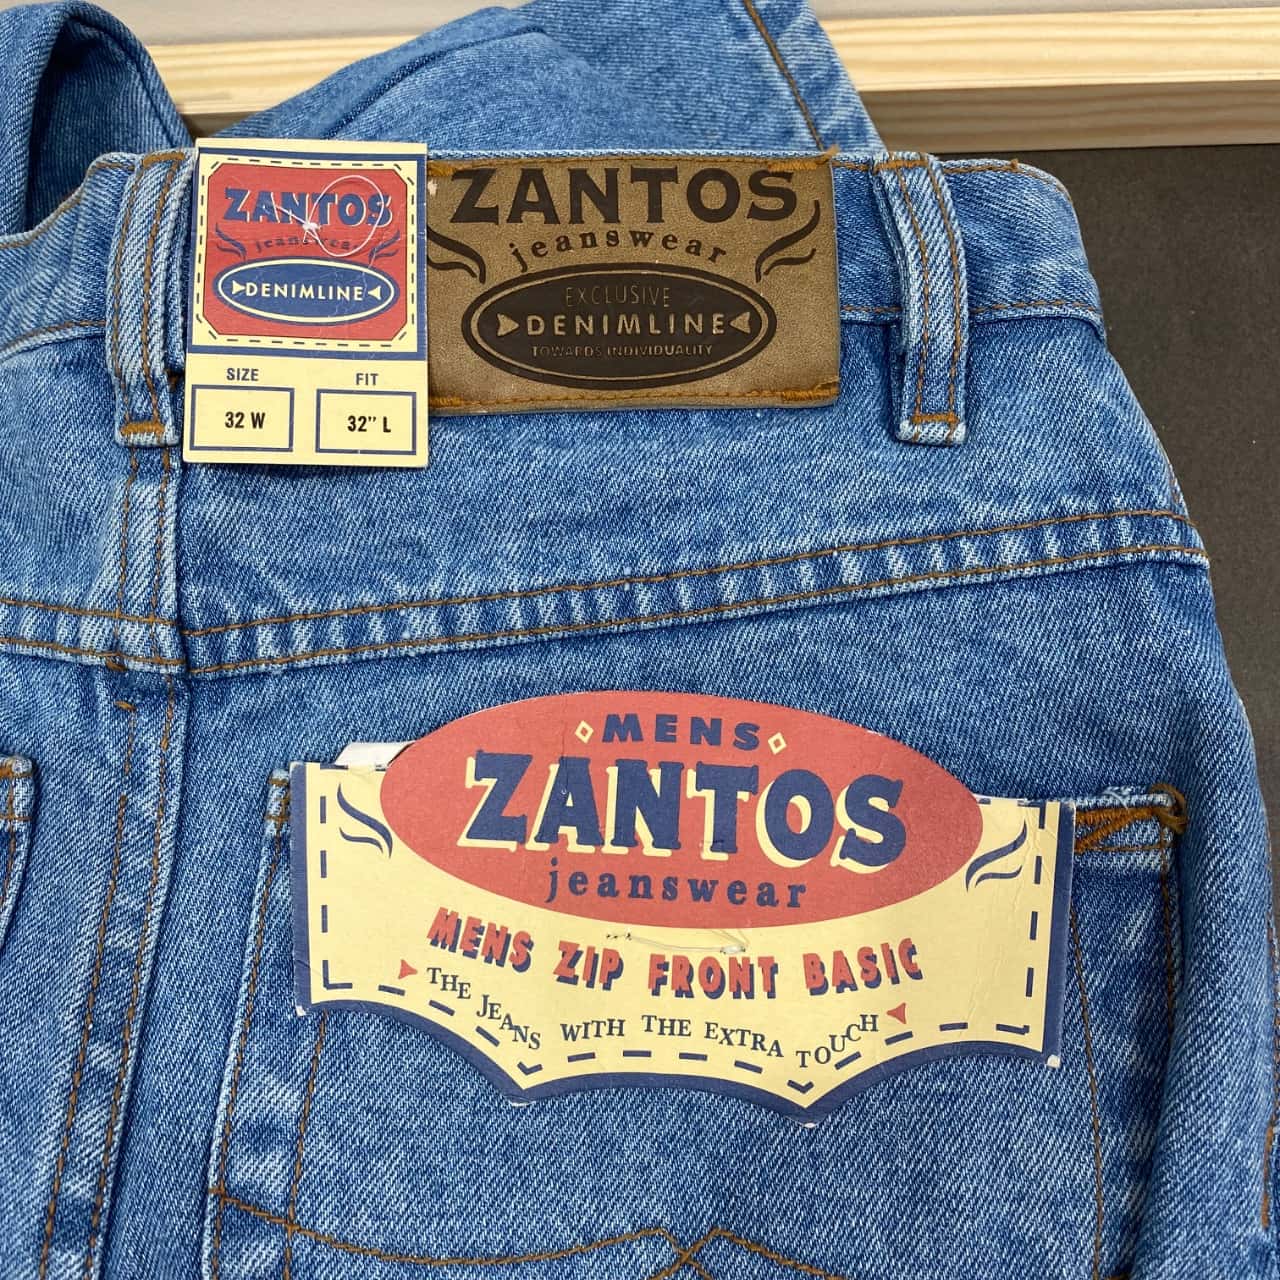 ZANTOS
jeanswear
DENIMLINE
SIZE
32 W
FIT
32" L
ZANTOS
jeanswear
EXCLUSIVE
DENIMLINE
TOWARDS INDIVIDUALITY
MENS
ZANTOS
jeanswear
MENS ZIP FRONT BASIC
THE JEANS WITH THE EXTRA TOUCH